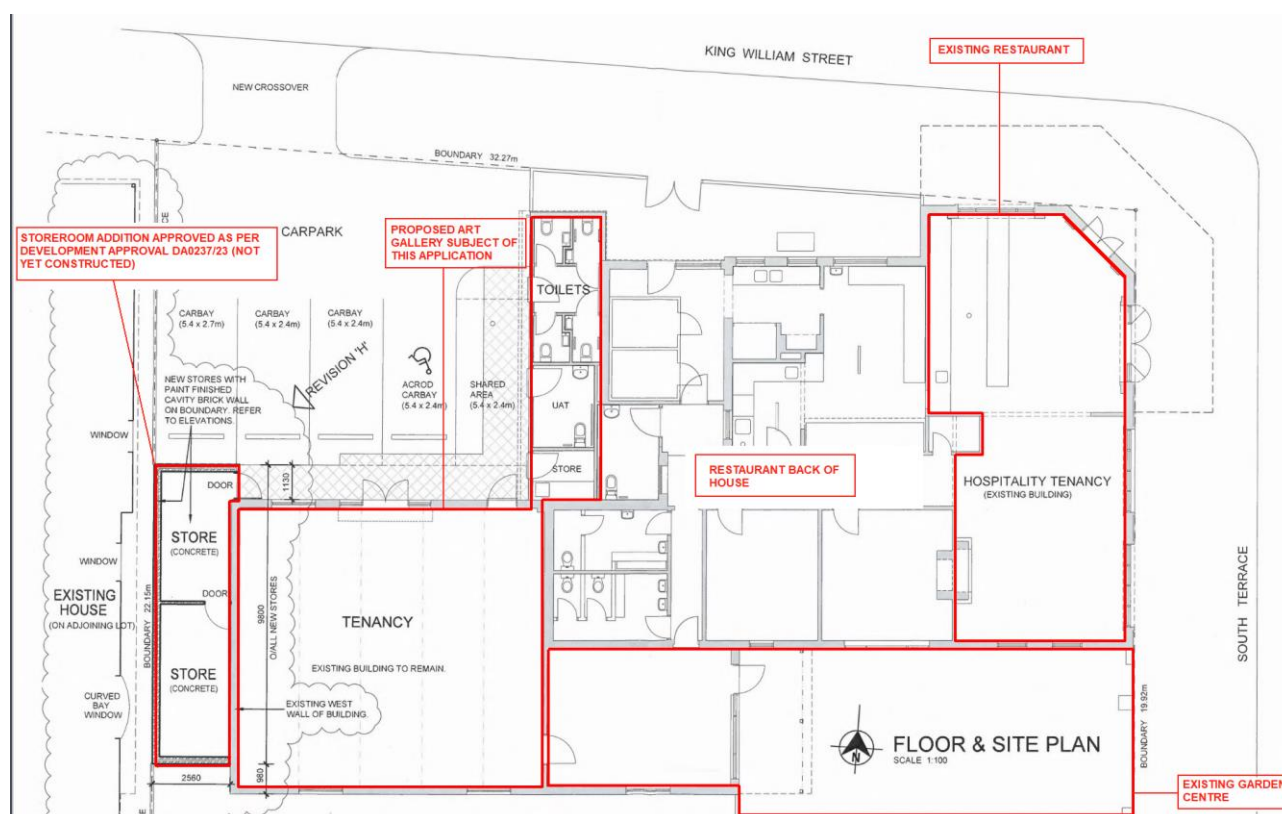 KING WILLIAM STREET
EXISTING RESTAURANT
NEW CROSSOVER
BOUNDARY 32.27m
STOREROOM ADDITION APPROVED AS PER
DEVELOPMENT APPROVAL DA0237/23 (NOT
YET CONSTRUCTED)
CARPARK
PROPOSED ART
GALLERY SUBJECT OF
THIS APPLICATION
TOILETS
CARBAY
(5.4 x 2.7m)
CARBAY
(5.4 x 2.4m)
CARBAY
(5.4 x 2.4m)
REVISION 'H'
ACROD
CARBAY
(5.4 x 2.4m)
SHARED
AREA
(5.4 x 2.4m)
NEW STORES WITH
PAINT FINISHED
CAVITY BRICK WALL
ON BOUNDARY. REFER
TO ELEVATIONS.
UAT
STORE
WINDOW
DOOR
1130
RESTAURANT BACK OF
HOUSE
HOSPITALITY TENANCY
(EXISTING BUILDING)
STORE
(CONCRETE)
WINDOW
DOOR
EXISTING
HOUSE
(ON ADJOINING LOT)
BOUNDARY 22.15m
9800
O/ALL NEW STORES
TENANCY
EXISTING BUILDING TO REMAIN.
STORE
(CONCRETE)
CURVED
BAY
WINDOW
EXISTING WEST
WALL OF BUILDING.
SOUTH TERRACE
BOUNDARY 19.92m
N
FLOOR & SITE PLAN
SCALE 1:100
2560
980
EXISTING GARDEN
CENTRE